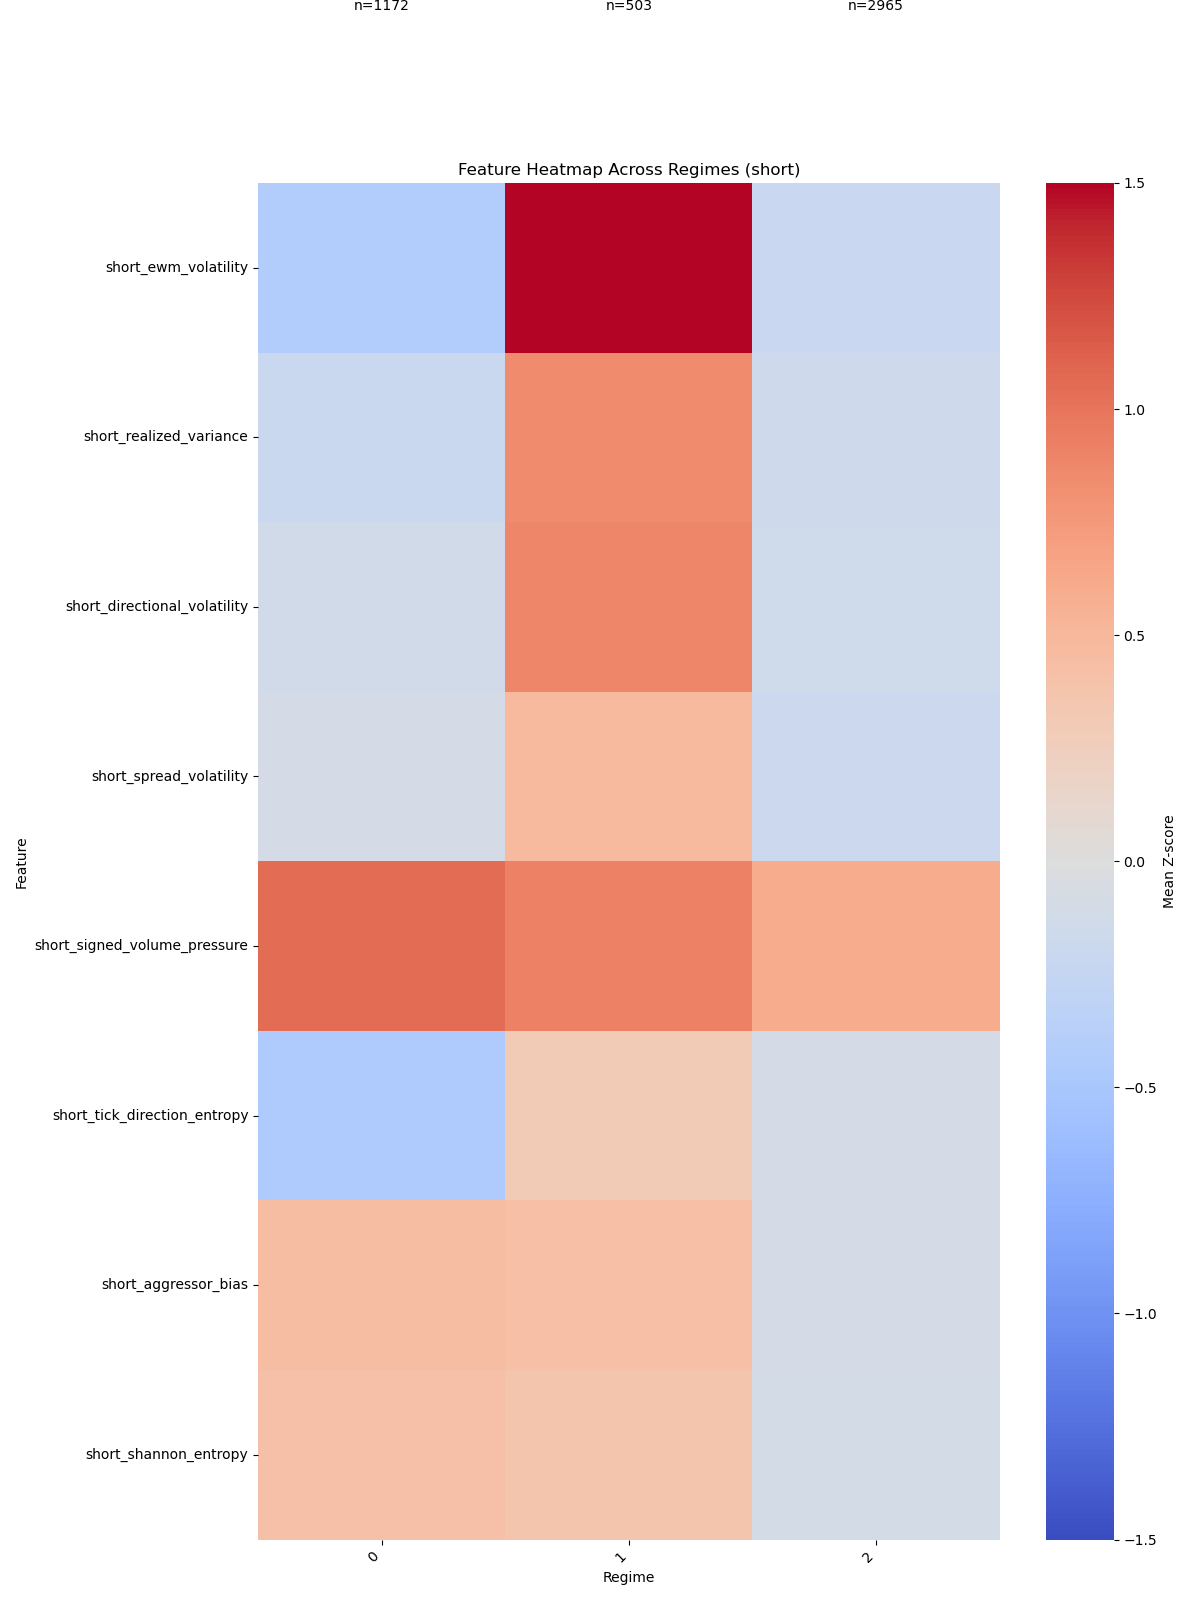 n=1172
n=503
n=2965
Feature Heatmap Across Regimes (short)
Feature
short_ewm_volatility
short_realized_variance
short_directional_volatility
short_spread_volatility
short_signed_volume_pressure
short_tick_direction_entropy
short_aggressor_bias
short_shannon_entropy
0
1
2
Regime
1.5
1.0
0.5
0.0
−0.5
−1.0
−1.5
Mean Z-score